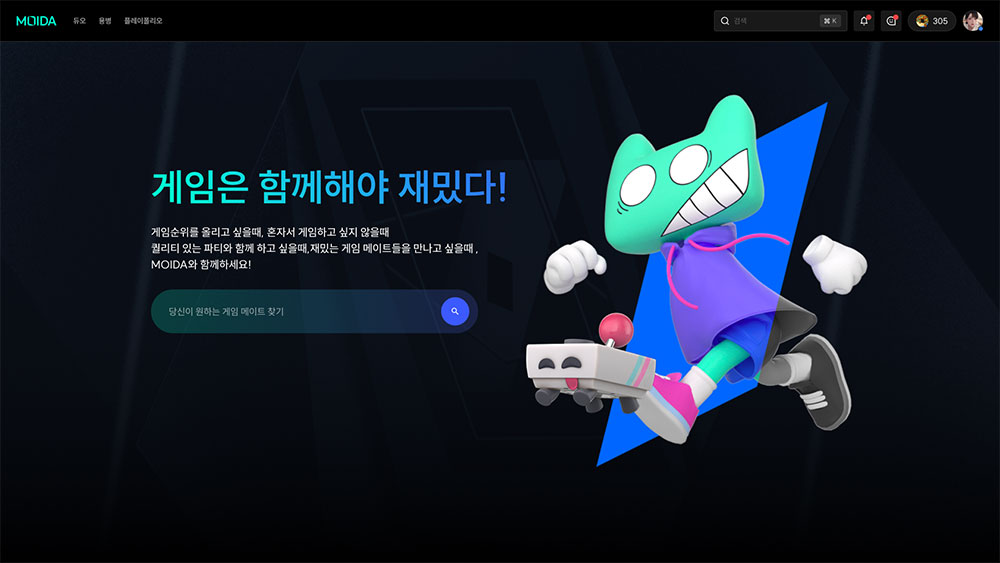 MOIDA
듀오
용병
플레이폴리오
검색
⌘ K
305
게임은 함께해야 재밌다!
게임순위를 올리고 싶을때, 혼자서 게임하고 싶지 않을때
퀄리티 있는 파티와 함께 하고 싶을때,재밌는 게임 메이트들을 만나고 싶을때 ,
MOIDA와 함께하세요!
당신이 원하는 게임 메이트 찾기